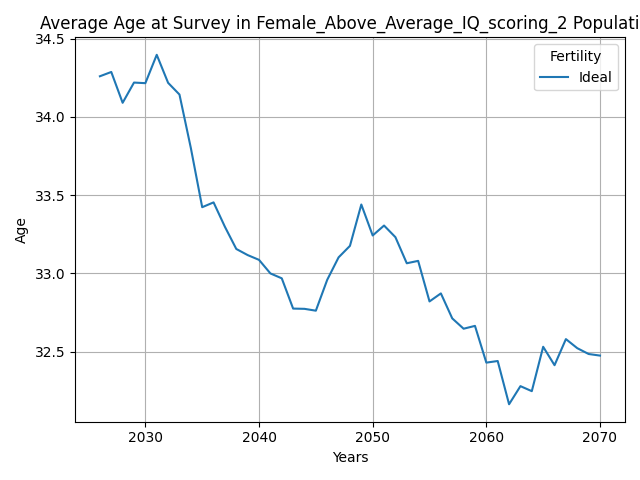 Average Age at Survey in Female_Above_Average_IQ_scoring_2 Populati
34.5
34.0
33.5
33.0
32.5
Age
Fertility
Ideal
2030 2040 2050 2060 2070
Years